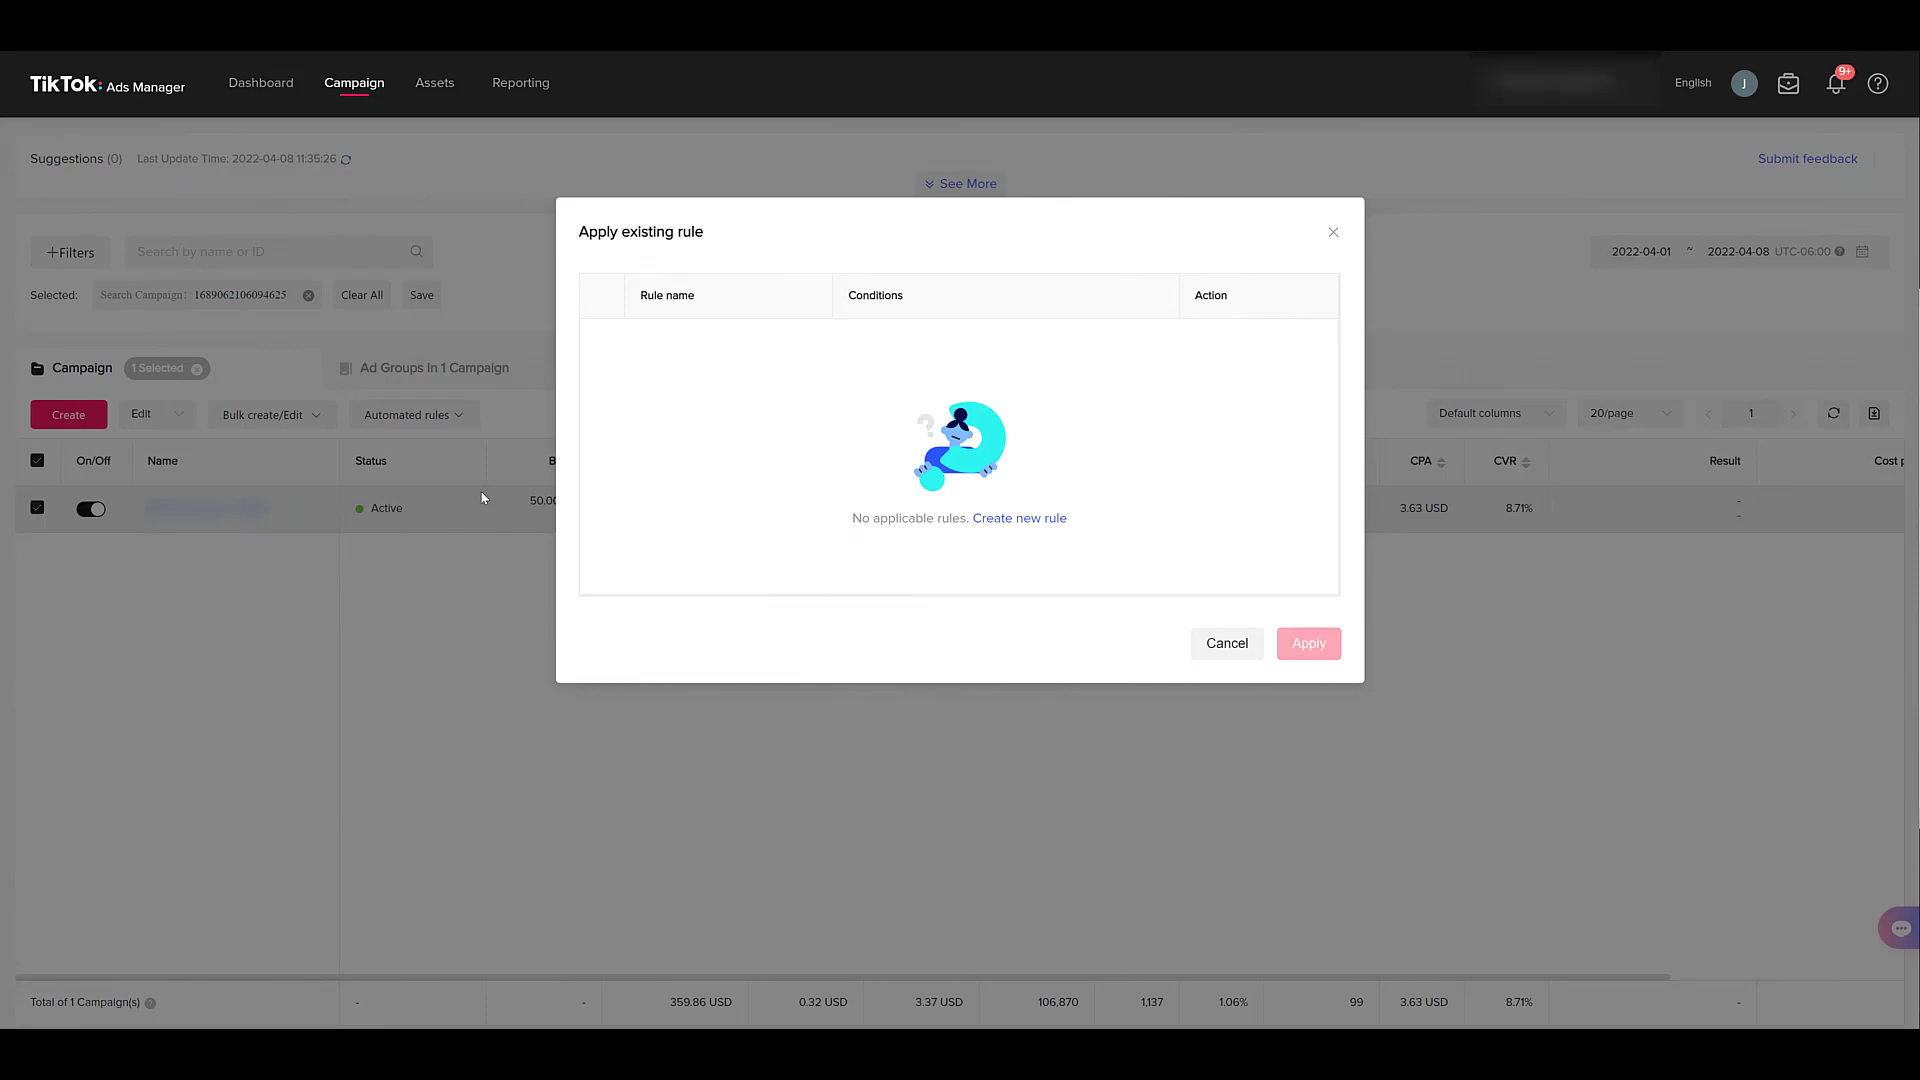 TikTok: Ads Manager
Dashboard
Campaign
Assets
Reporting
English
J
9+
?
Suggestions (0)
Last Update Time: 2022-04-08 11:35:26
Submit feedback
See More
+Filters
Search by name or ID
2022-04-01 ~ 2022-04-08 UTC-06:00
Selected:
Search Campaign: 1689062106094625
Clear All
Save
Apply existing rule
Rule name
Conditions
Action
No applicable rules. Create new rule
Cancel
Apply
Campaign
1 Selected
Ad Groups in 1 Campaign
Create
Edit
Bulk create/Edit
Automated rules
Default columns
20/page
1
On/Off
Name
Status
B
CPA
CVR
Result
Cost p
Active
50.00
3.63 USD
8.71%
-
-
Total of 1 Campaign(s)
-
-
359.86 USD
0.32 USD
3.37 USD
106,870
1,137
1.06%
99
3.63 USD
8.71%
-